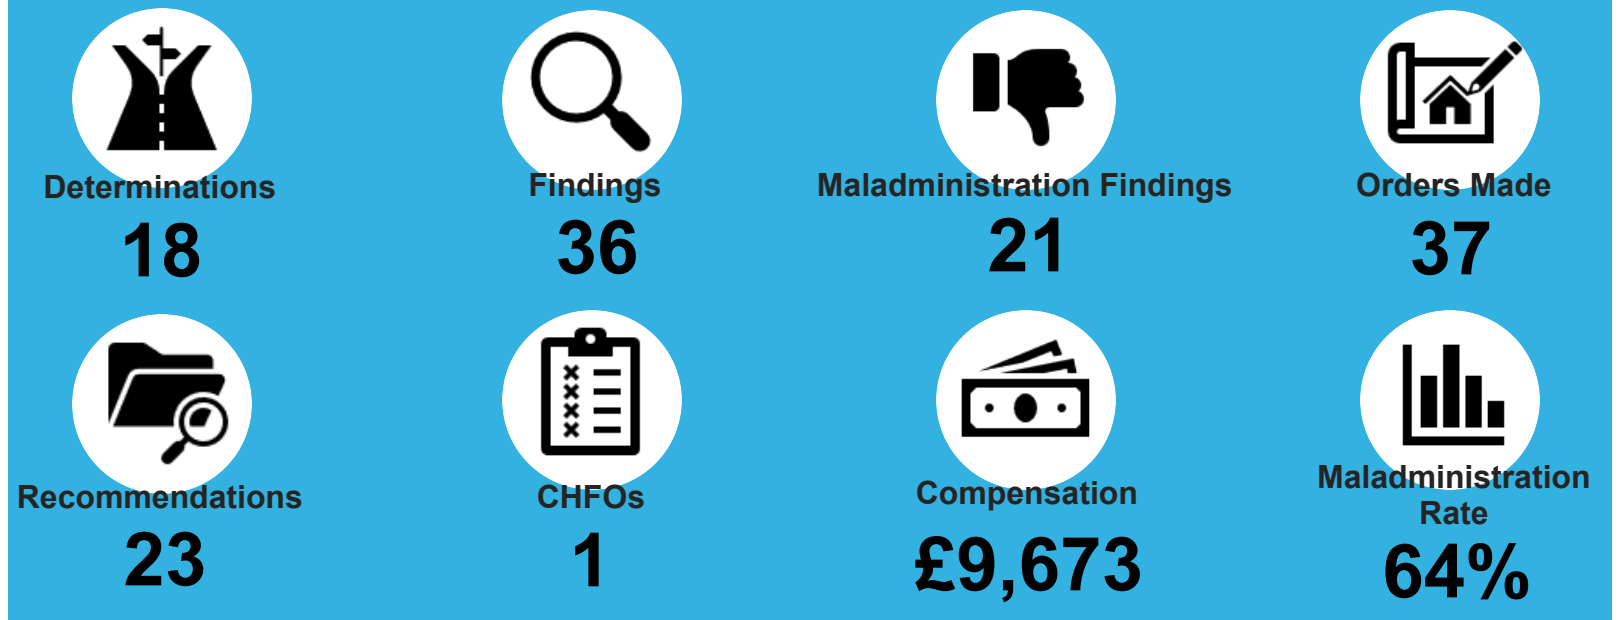 Determinations
18
Findings
36
Maladministration Findings
21
Orders Made
37
Recommendations
23
CHFOs
1
Compensation
£9,673
Maladministration
Rate
64%